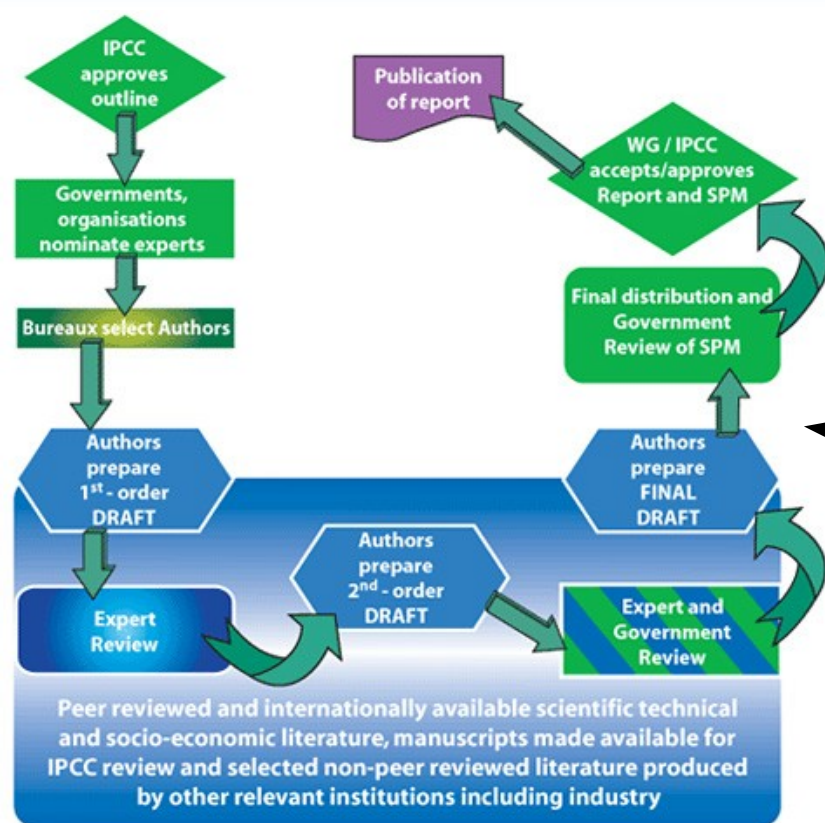 IPCC
approves
outline
Governments,
organisations
nominate experts
Bureaux select Authors
Authors
prepare
1st - order
DRAFT
Expert
Review
Authors
prepare
2nd - order
DRAFT
Expert and
Government
Review
Authors
prepare
FINAL
DRAFT
Final distribution and
Government
Review of SPM
WG / IPCC
accepts/approves
Report and SPM
Publication
of report
Peer reviewed and internationally available scientific technical
and socio-economic literature, manuscripts made available for
IPCC review and selected non-peer reviewed literature produced
by other relevant institutions including industry